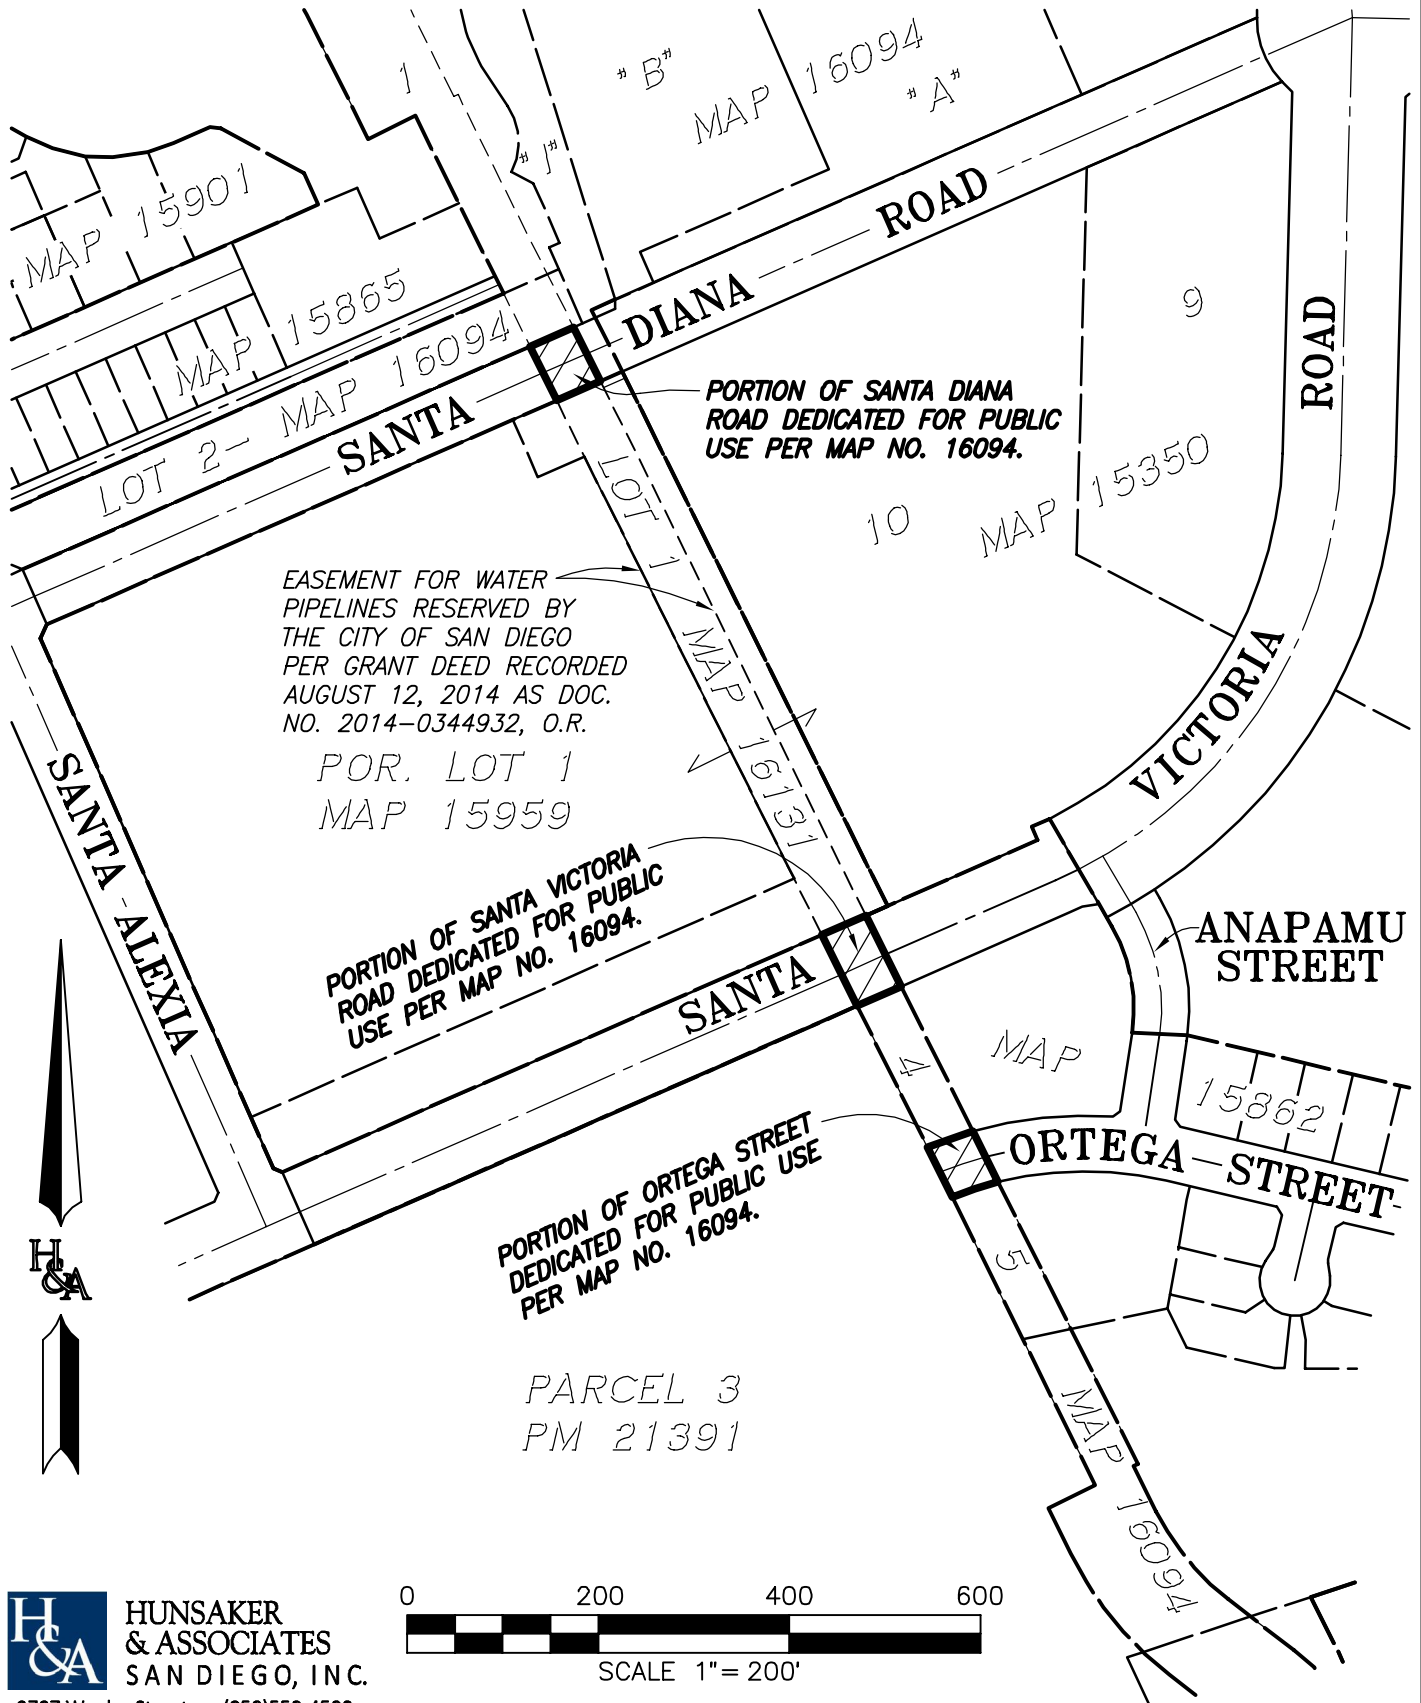 1
"B"
MAP 16094
"A"
"I"
MAP 15901
MAP 15865
LOT 2- MAP 16094
SANTA DIANA ROAD
PORTION OF SANTA DIANA
ROAD DEDICATED FOR PUBLIC
USE PER MAP NO. 16094.
9
10
MAP 15350
SANTA VICTORIA ROAD
EASEMENT FOR WATER
PIPELINES RESERVED BY
THE CITY OF SAN DIEGO
PER GRANT DEED RECORDED
AUGUST 12, 2014 AS DOC.
NO. 2014-0344932, O.R.
LOT 1 MAP 16131
POR. LOT 1
MAP 15959
SANTA ALEXIA
PORTION OF SANTA VICTORIA
ROAD DEDICATED FOR PUBLIC
USE PER MAP NO. 16094.
ANAPAMU
STREET
MAP
15862
4
ORTEGA STREET
PORTION OF ORTEGA STREET
DEDICATED FOR PUBLIC USE
PER MAP NO. 16094.
5
MAP 16094
H&A
PARCEL 3
PM 21391
H&A
HUNSAKER
& ASSOCIATES
SAN DIEGO, INC.
0 200 400 600
SCALE 1"= 200'